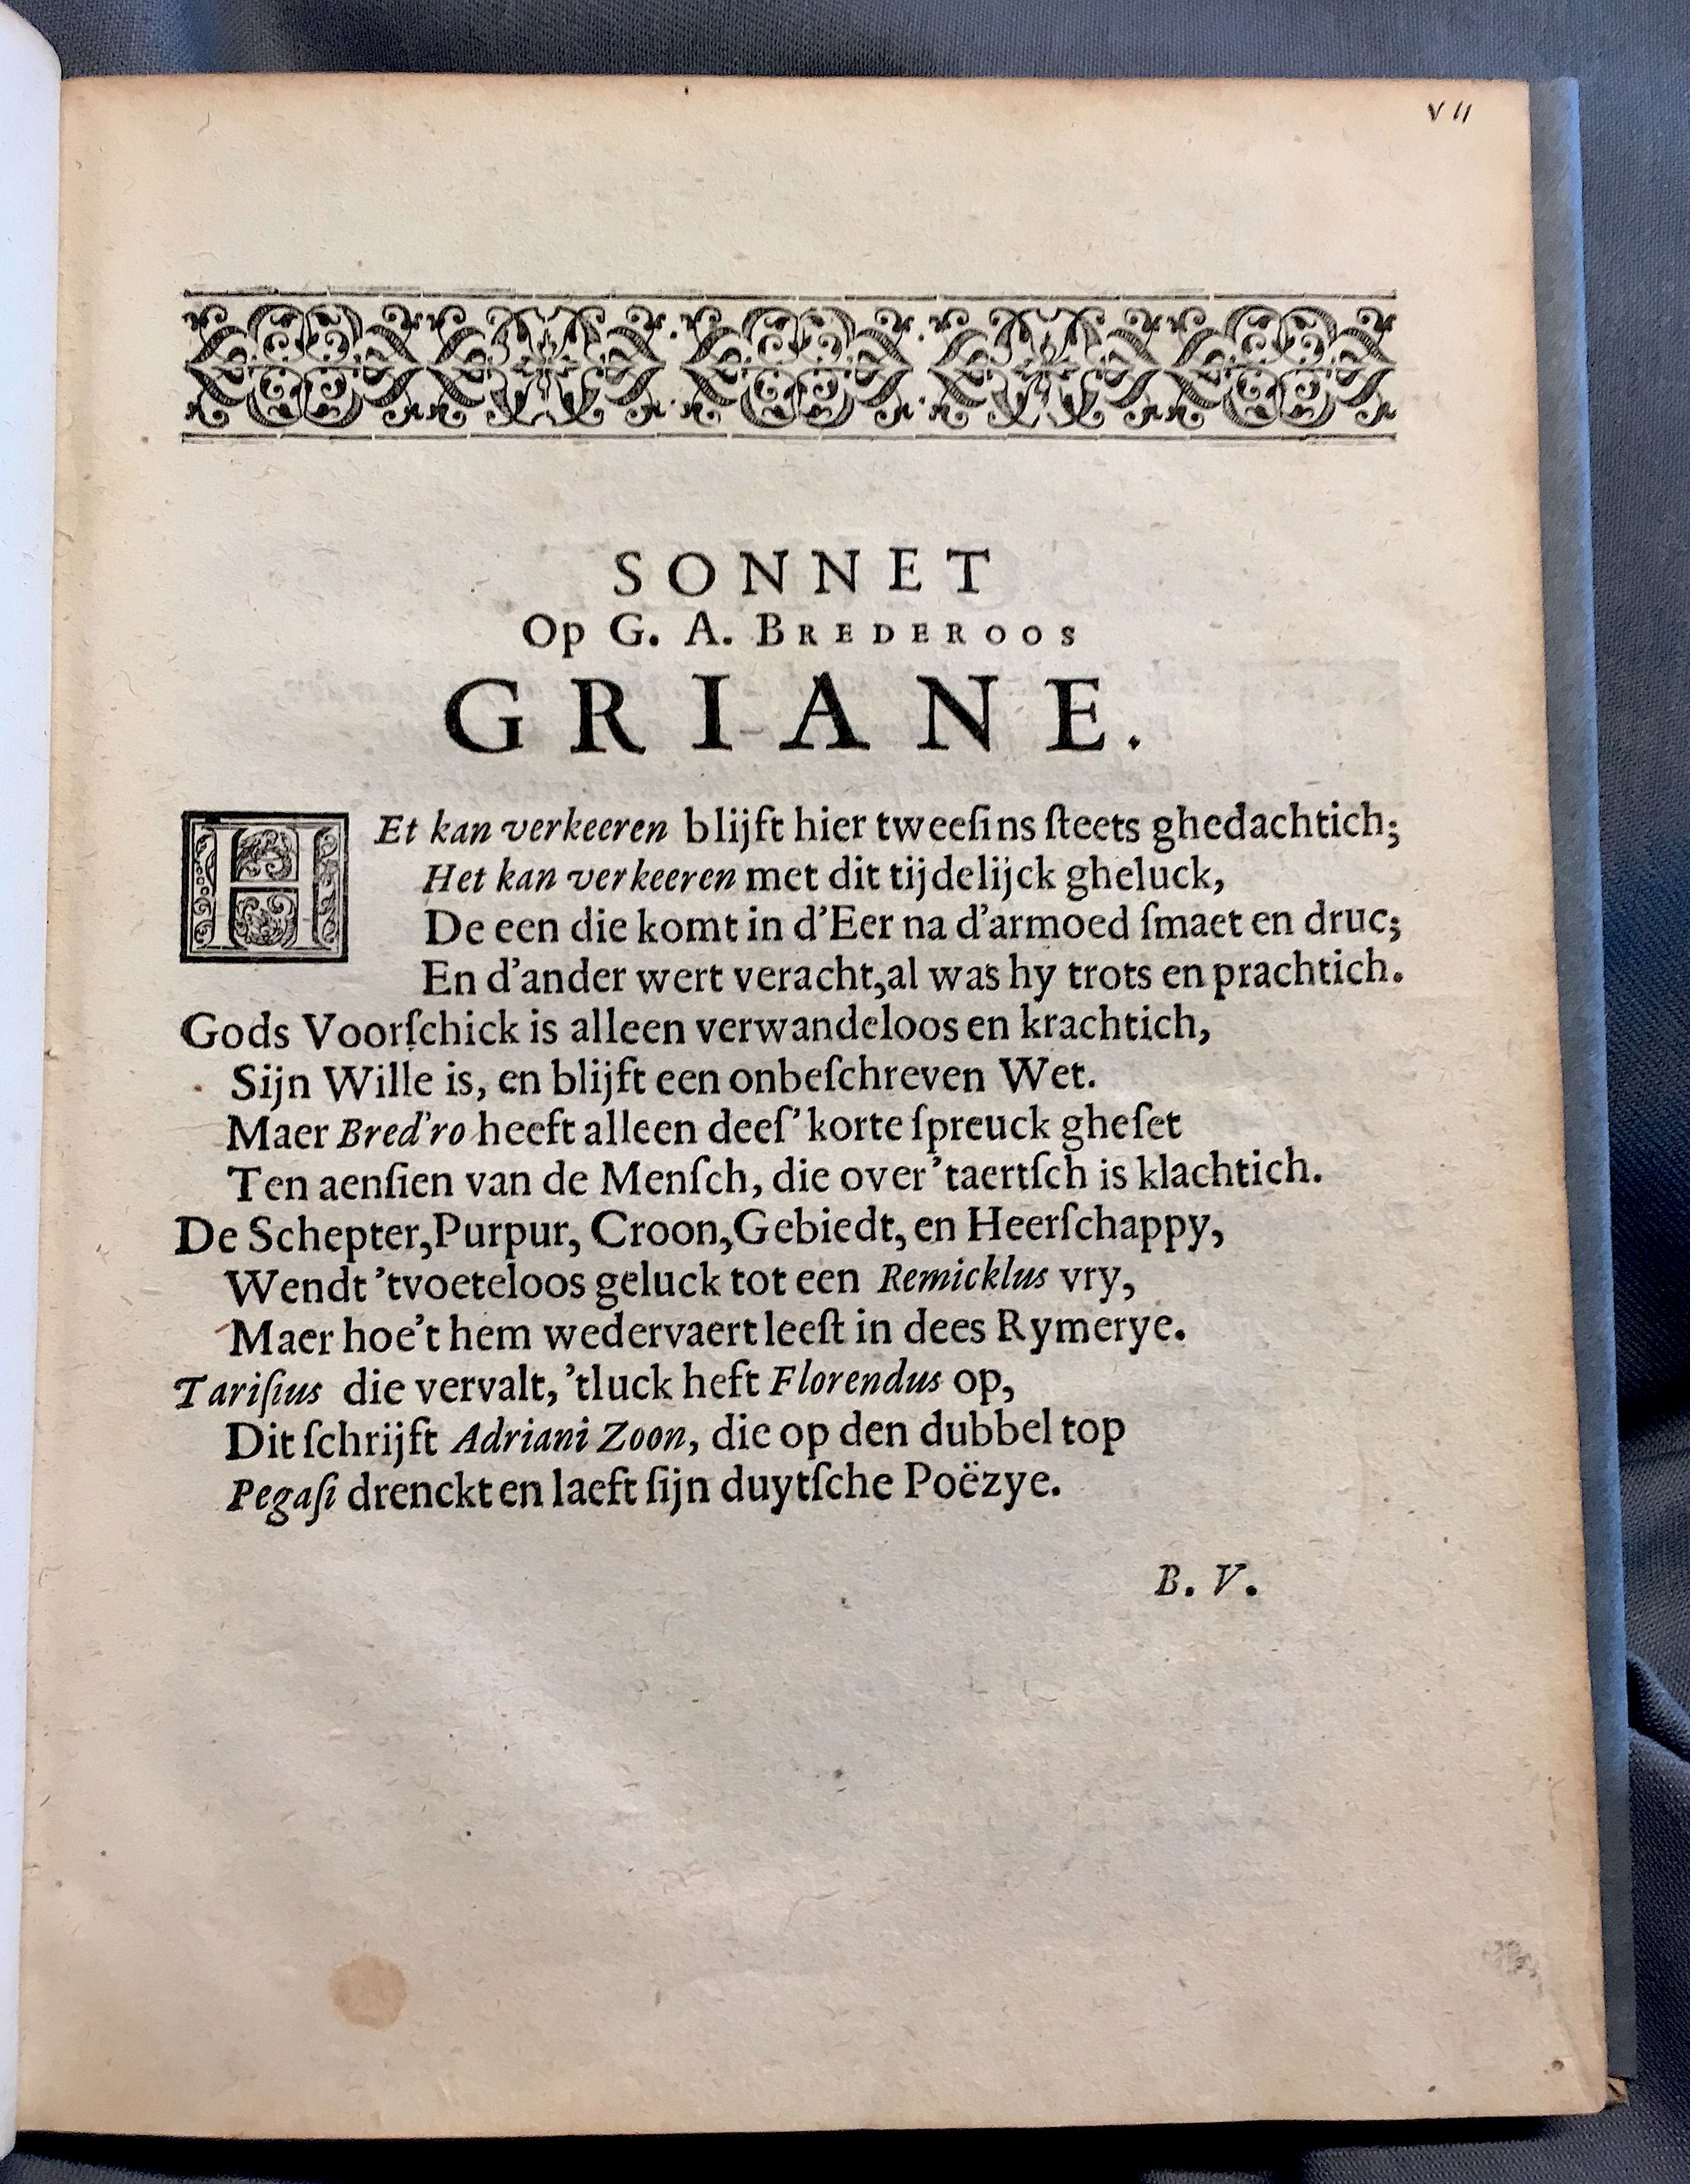 VII
SONNET
Op G. A. BREDEROOS
GRIANE.
HEt kan verkeeren blijft hier tweeſins ſteets ghedachtich;
Het kan verkeeren met dit tijdelijck gheluck,
De een die komt in d'Eer na d'armoed ſmaet en druc;
En d'ander wert veracht, al was hy trots en prachtich.
Gods Voorſchick is alleen verwandeloos en krachtich,
Sijn Wille is, en blijft een onbeſchreven Wet.
Maer Bred'ro heeft alleen deeſ' korte ſpreuck gheſet
Ten aenſien van de Menſch, die over 'taertſch is klachtich.
De Schepter, Purpur, Croon, Gebiedt, en Heerſchappy,
Wendt 'tvoeteloos geluck tot een Remicklus vry,
Maer hoe't hem wedervaert leeſt in dees Rymerye.
Tariſius die vervalt, 'tluck heft Florendus op,
Dit ſchrijft Adriani Zoon, die op den dubbel top
Pegaſi drenckt en laeft ſijn duytſche Poëzye.
B. V.